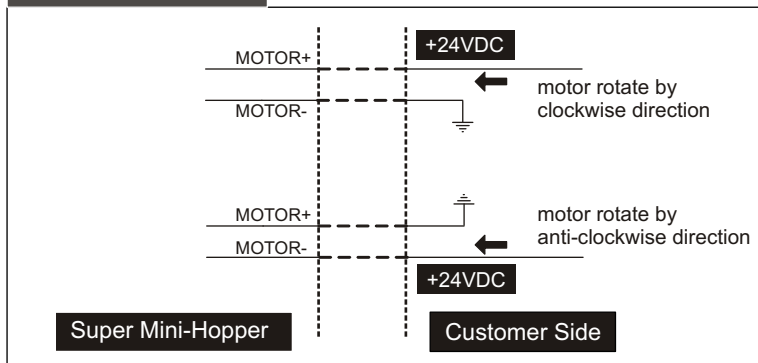 +24VDC
MOTOR+
motor rotate by
clockwise direction
MOTOR-
MOTOR+
motor rotate by
anti-clockwise direction
MOTOR-
+24VDC
Super Mini-Hopper
Customer Side